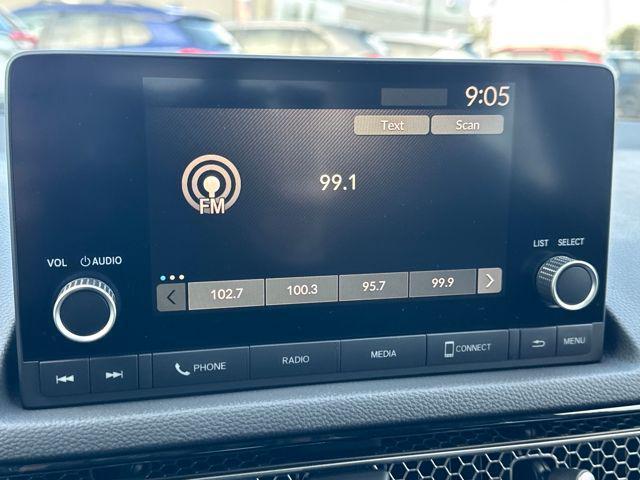 9:05
Text Scan
99.1
FM
LIST SELECT
VOL AUDIO
102.7 100.3 95.7 99.9
PHONE RADIO MEDIA CONNECT MENU